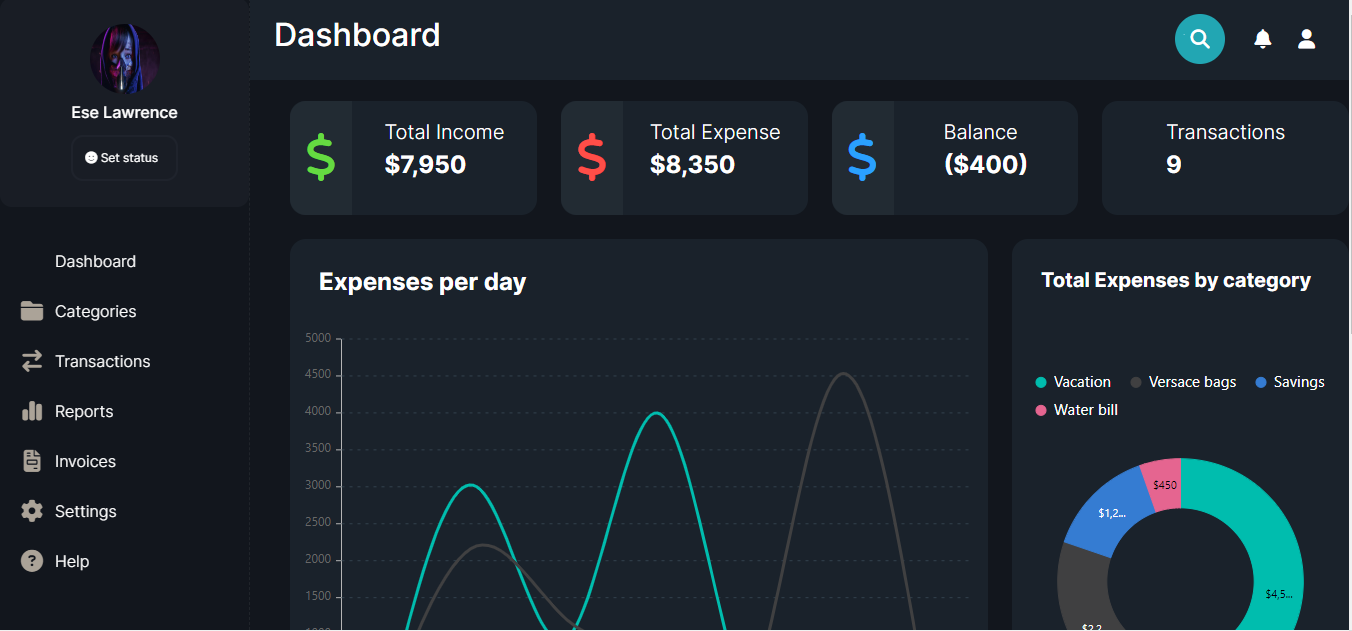 Dashboard
Ese Lawrence
Set status
Dashboard
Categories
Transactions
Reports
Invoices
Settings
Help
Total Income
$7,950
Total Expense
$8,350
Balance
($400)
Transactions
9
Expenses per day
5000
4500
4000
3500
3000
2500
2000
1500
Total Expenses by category
Vacation
Versace bags
Savings
Water bill
$450
$1,2...
$4,5...